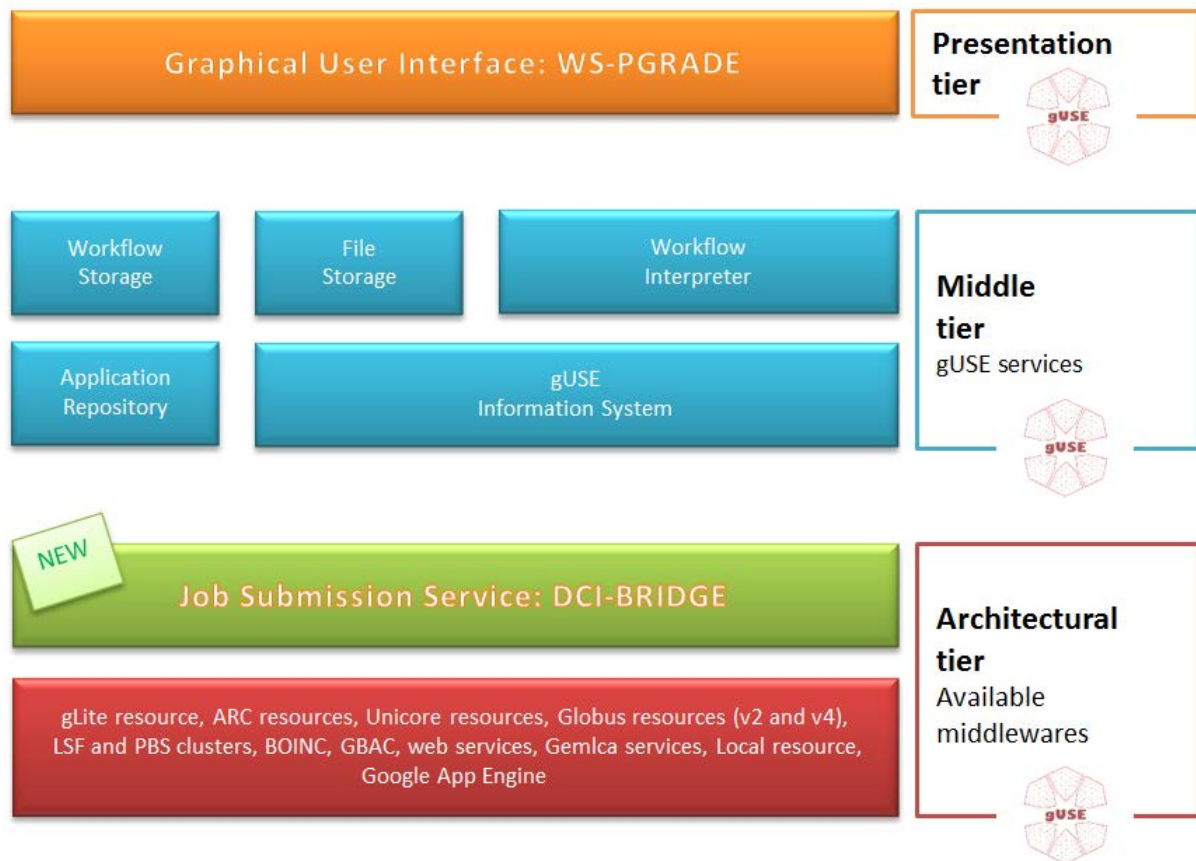 Graphical User Interface: WS-PGRADE
Presentation
tier
gUSE
Workflow
Storage
File
Storage
Workflow
Interpreter
Application
Repository
gUSE
Information System
Middle
tier
gUSE services
gUSE
NEW
Job Submission Service: DCI-BRIDGE
gLite resource, ARC resources, Unicore resources, Globus resources (v2 and v4),
LSF and PBS clusters, BOINC, GBAC, web services, Gemlca services, Local resource,
Google App Engine
Architectural
tier
Available
middlewares
gUSE